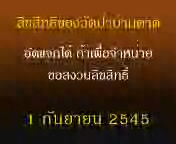 ลิขสิทธิ์ของวัดป่าบ้านตาด
อัดแจกได้ ถ้าเพื่อจำหน่าย
ขอสงวนลิขสิทธิ์
1 กันยายน 2545